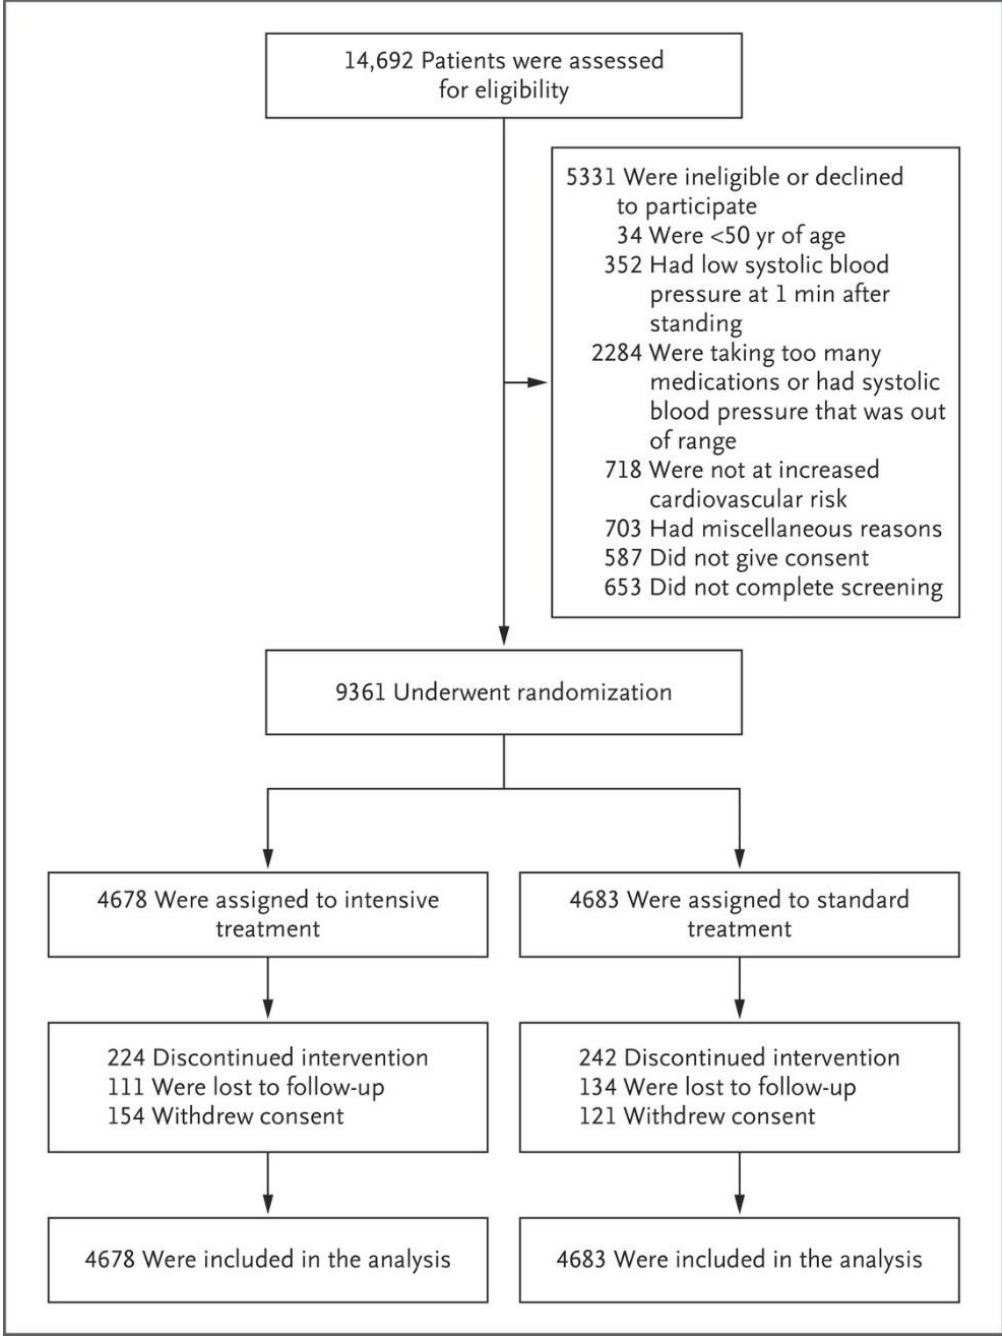 14,692 Patients were assessed
for eligibility
5331 Were ineligible or declined
to participate
34 Were <50 yr of age
352 Had low systolic blood
pressure at 1 min after
standing
2284 Were taking too many
medications or had systolic
blood pressure that was out
of range
718 Were not at increased
cardiovascular risk
703 Had miscellaneous reasons
587 Did not give consent
653 Did not complete screening
9361 Underwent randomization
4678 Were assigned to intensive
treatment
4683 Were assigned to standard
treatment
224 Discontinued intervention
111 Were lost to follow-up
154 Withdrew consent
242 Discontinued intervention
134 Were lost to follow-up
121 Withdrew consent
4678 Were included in the analysis
4683 Were included in the analysis